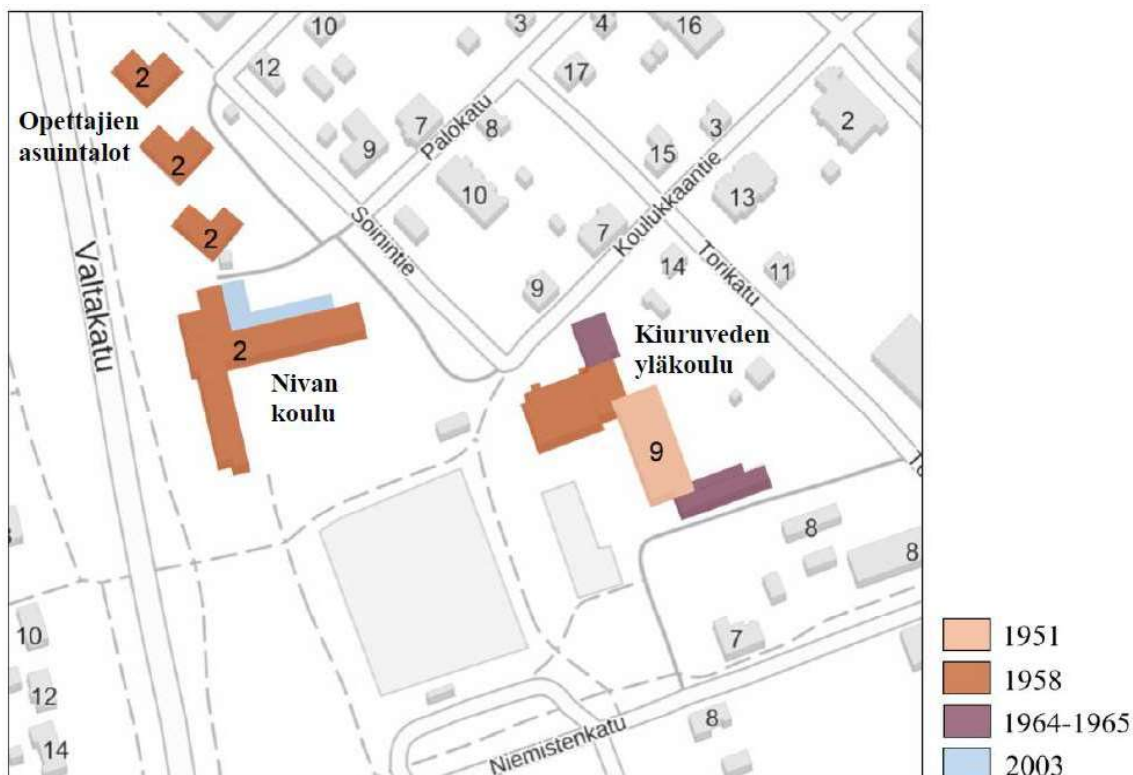 10
3
4
16
12
2
17
Opettajien
asuintalot
7
8
3
2
9
Palokatu
15
2
10
13
Soinintie
7
Koulukkaantie
2
14
Torikatu
11
Valtakatu
9
2
Kiuruveden
yläkoulu
Nivan
koulu
9
8
8
10
7
1951
12
1958
8
1964-1965
14
Niemistenkatu
2003